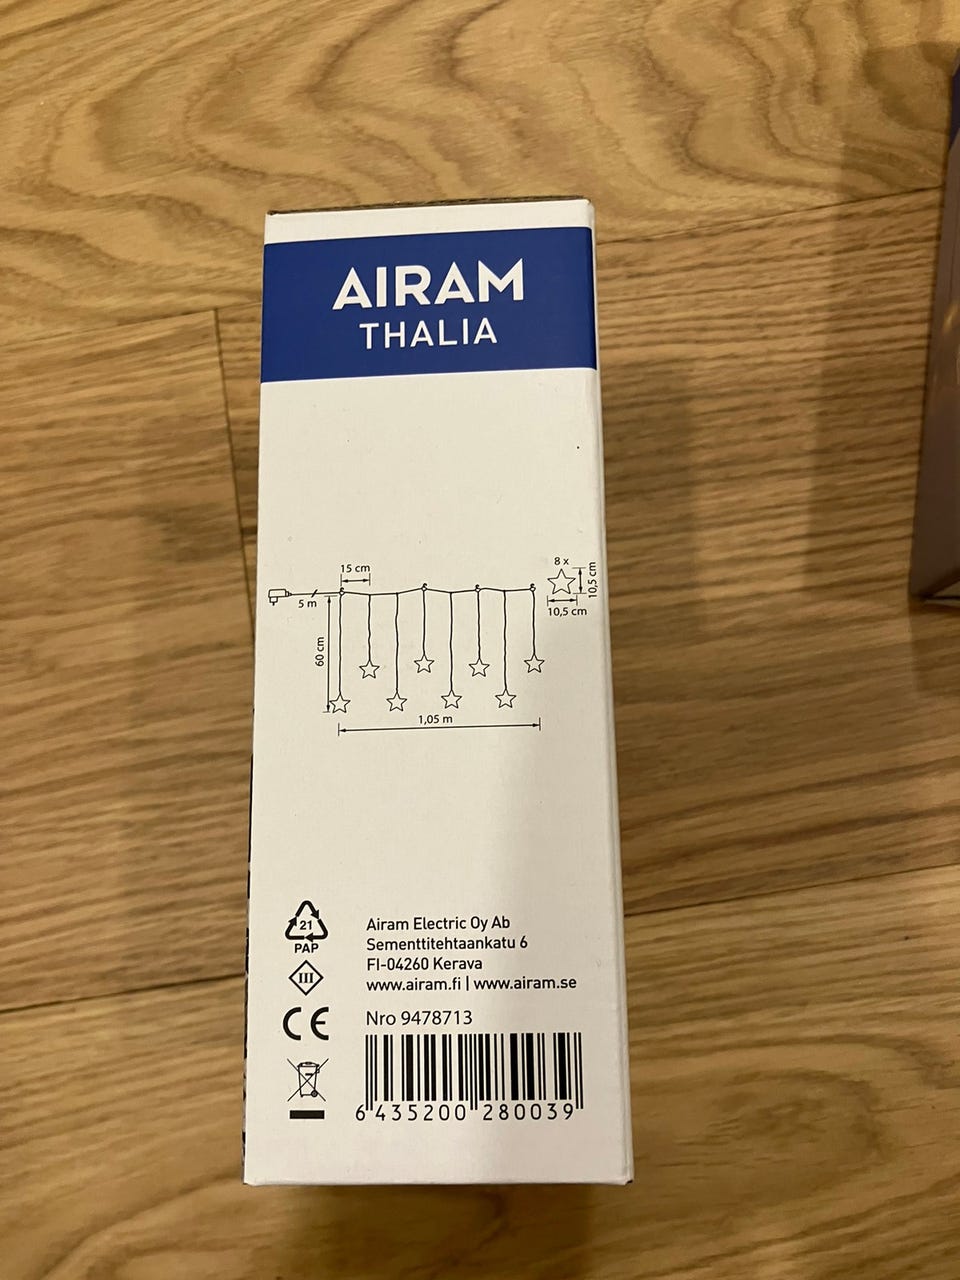 AIRAM
THALIA
15 cm
5 m
60 cm
1,05 m
8 x
10,5 cm
10,5 cm
21
PAP
III
CE
Airam Electric Oy Ab
Sementtitehtaankatu 6
FI-04260 Kerava
www.airam.fi | www.airam.se
Nro 9478713
6 435200 280039